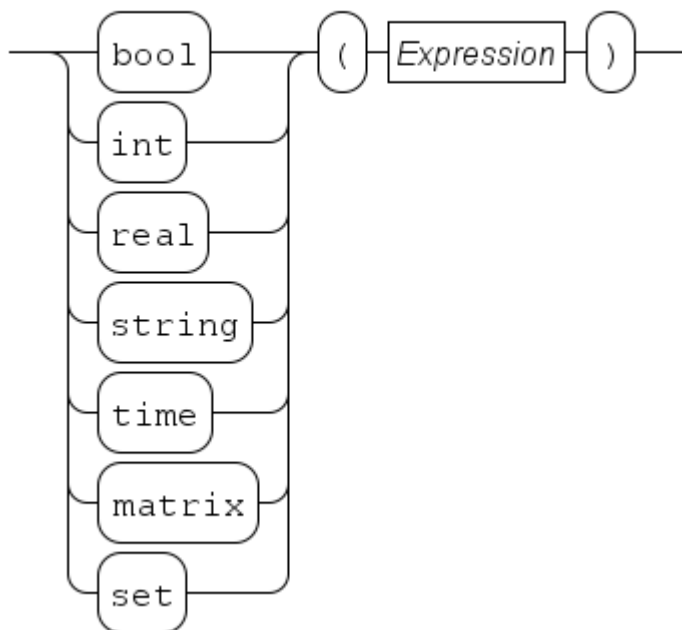 bool ( Expression )
int
real
string
time
matrix
set